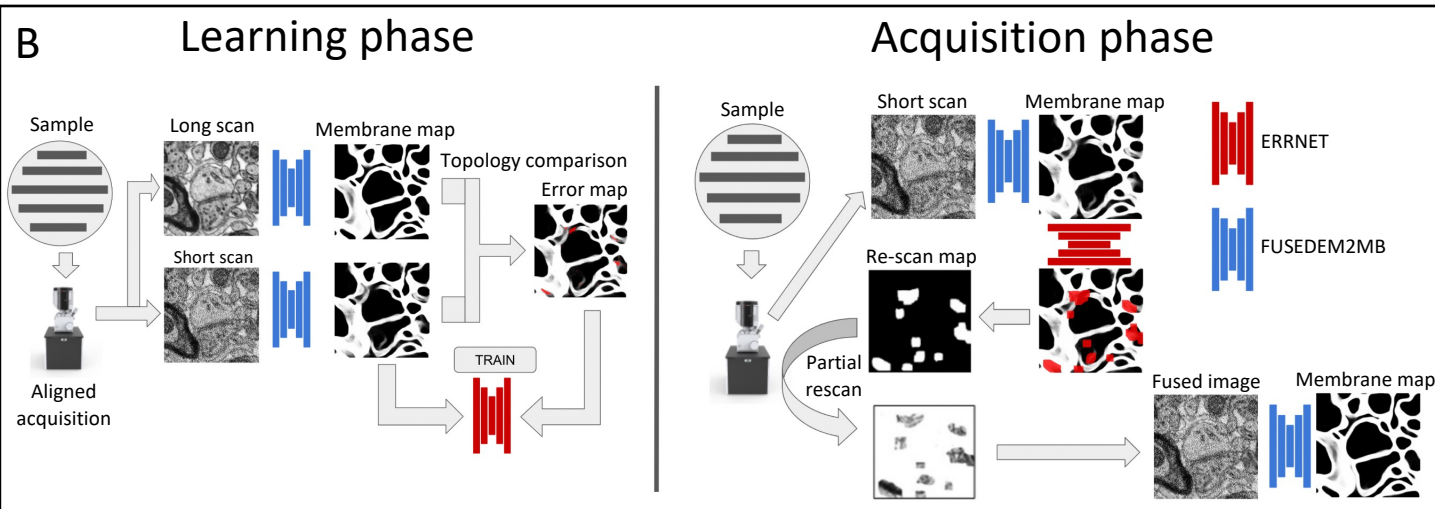 B
Learning phase
Sample
Long scan
Membrane map
Topology comparison
Error map
Short scan
TRAIN
Aligned
acquisition
Acquisition phase
Sample
Short scan
Membrane map
ERRNET
FUSEDEM2MB
Re-scan map
Partial
rescan
Fused image
Membrane map